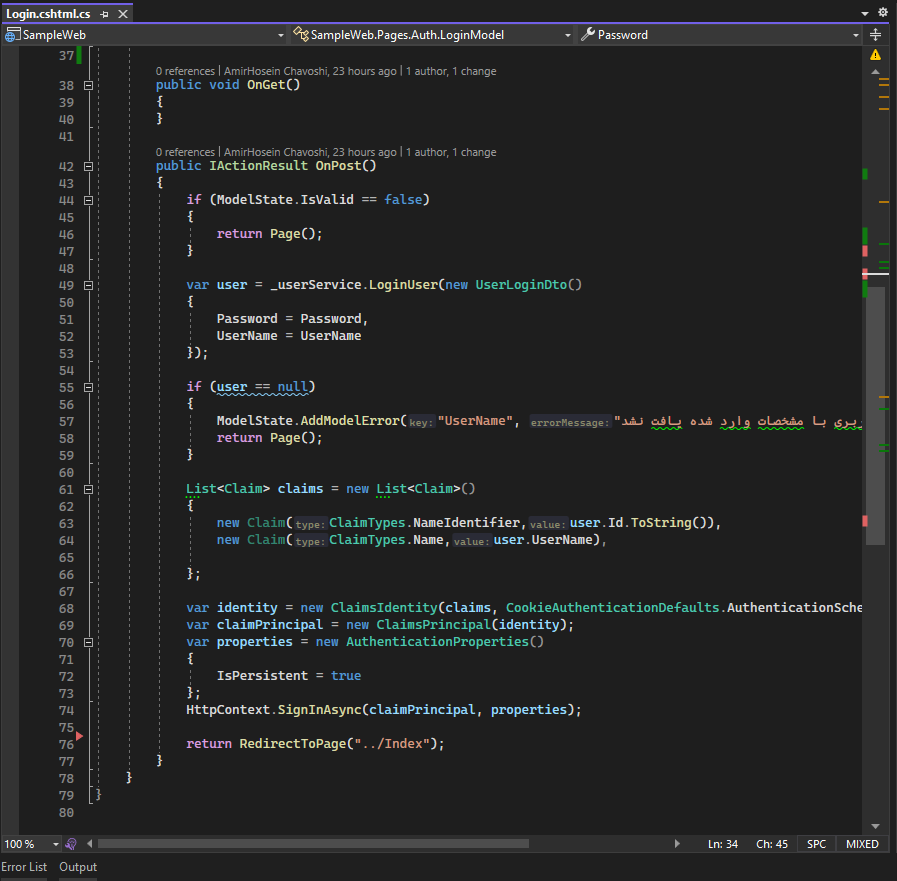 Login.cshtml.cs
SampleWeb SampleWeb.Pages.Auth.LoginModel Password
37
0 references | AmirHosein Chavoshi, 23 hours ago | 1 author, 1 change
38 public void OnGet()
39 {
40 }
41
0 references | AmirHosein Chavoshi, 23 hours ago | 1 author, 1 change
42 public IActionResult OnPost()
43 {
44 if (ModelState.IsValid == false)
45 {
46 return Page();
47 }
48
49 var user = _userService.LoginUser(new UserLoginDto()
50 {
51 Password = Password,
52 UserName = UserName
53 });
54
55 if (user == null)
56 {
57 ModelState.AddModelError(key:"UserName", errorMessage:"ربری با مشخصات وارد شده یافت نشد
58 return Page();
59 }
60
61 List<Claim> claims = new List<Claim>()
62 {
63 new Claim(type:ClaimTypes.NameIdentifier,value:user.Id.ToString()),
64 new Claim(type:ClaimTypes.Name,value:user.UserName),
65
66 };
67
68 var identity = new ClaimsIdentity(claims, CookieAuthenticationDefaults.AuthenticationSche
69 var claimPrincipal = new ClaimsPrincipal(identity);
70 var properties = new AuthenticationProperties()
71 {
72 IsPersistent = true
73 };
74 HttpContext.SignInAsync(claimPrincipal, properties);
75
76 return RedirectToPage("../Index");
77 }
78 }
79 }
80
100 % Ln: 34 Ch: 45 SPC MIXED
Error List Output